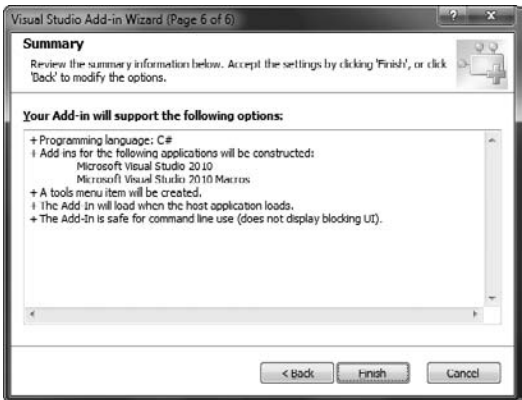 Visual Studio Add-in Wizard (Page 6 of 6)
?
x
Summary
Review the summary information below. Accept the settings by clicking 'Finish', or click
'Back' to modify the options.
Your Add-in will support the following options:
+ Programming language: C#
+ Add ins for the following applications will be constructed:
Microsoft Visual Studio 2010
Microsoft Visual Studio 2010 Macros
+ A tools menu item will be created.
+ The Add-In will load when the host application loads.
+ The Add-In is safe for command line use (does not display blocking UI).
< Back
Finish
Cancel